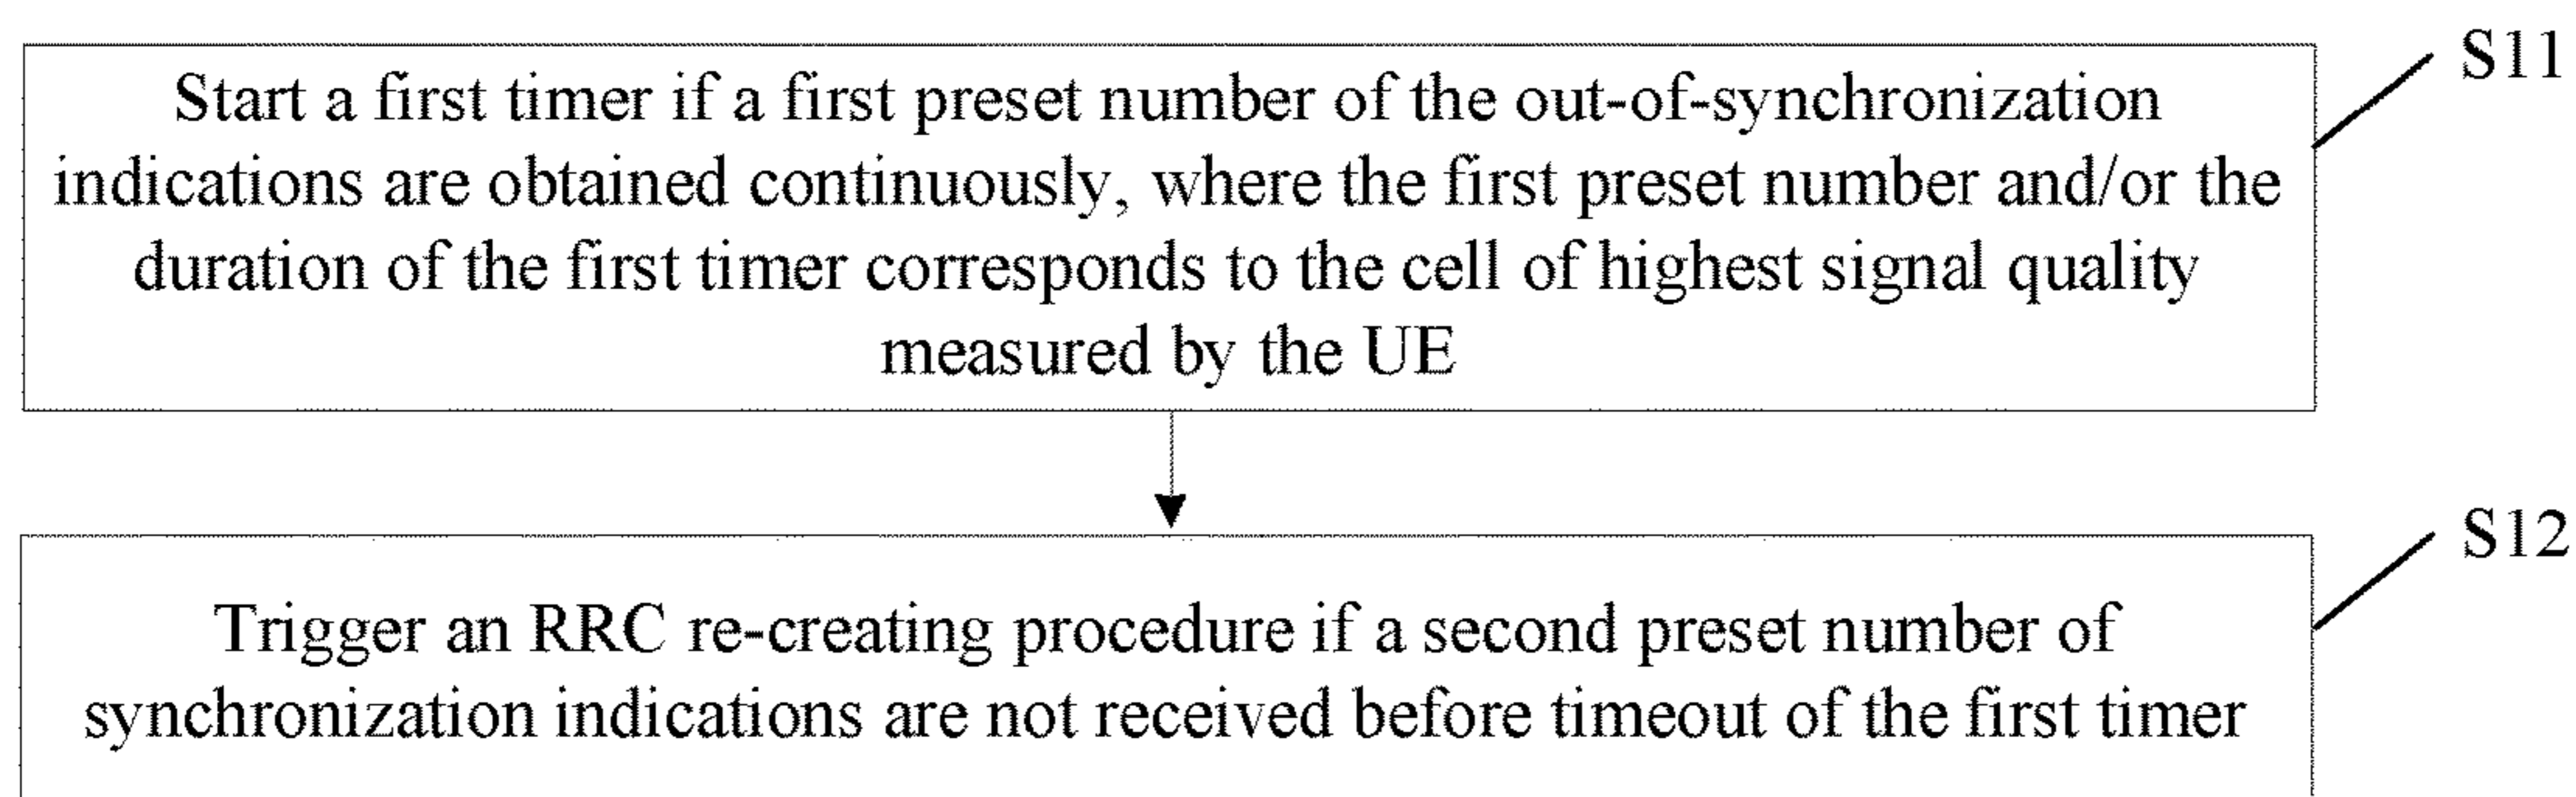 S11
Start a first timer if a first preset number of the out-of-synchronization
indications are obtained continuously, where the first preset number and/or the
duration of the first timer corresponds to the cell of highest signal quality
measured by the UE
S12
Trigger an RRC re-creating procedure if a second preset number of
synchronization indications are not received before timeout of the first timer